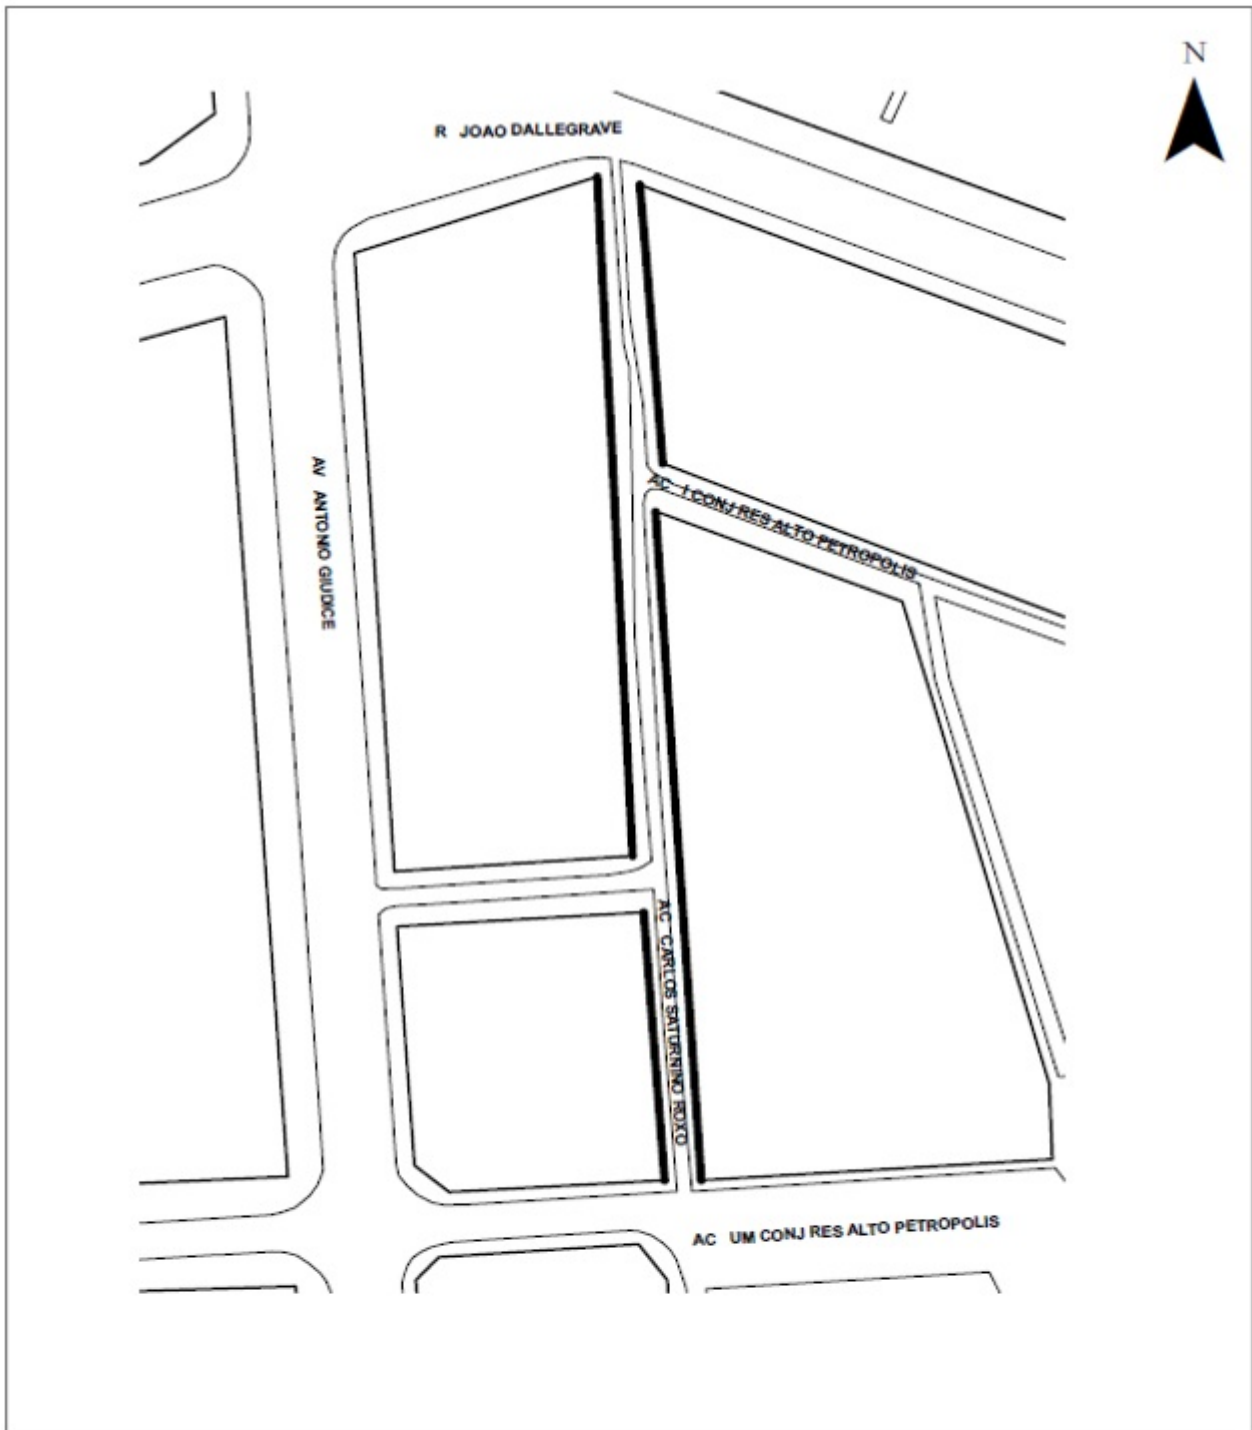 N
R JOAO DALLEGRAVE
AV ANTONIO GIUDICE
AC I CONJ RES ALTO PETROPOLIS
AC CARLOS SATURNINO ROXO
AC UM CONJ RES ALTO PETROPOLIS